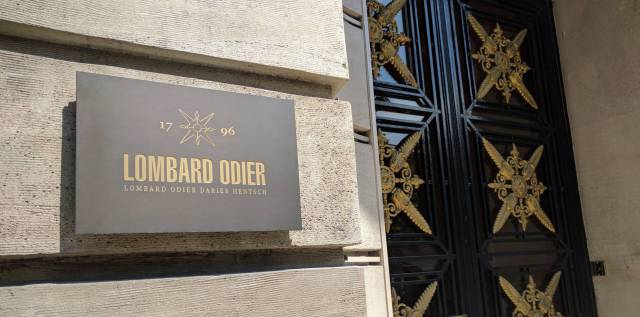 17 96
LOMBARD ODIER
LOMBARD ODIER DARIER HENTSCH